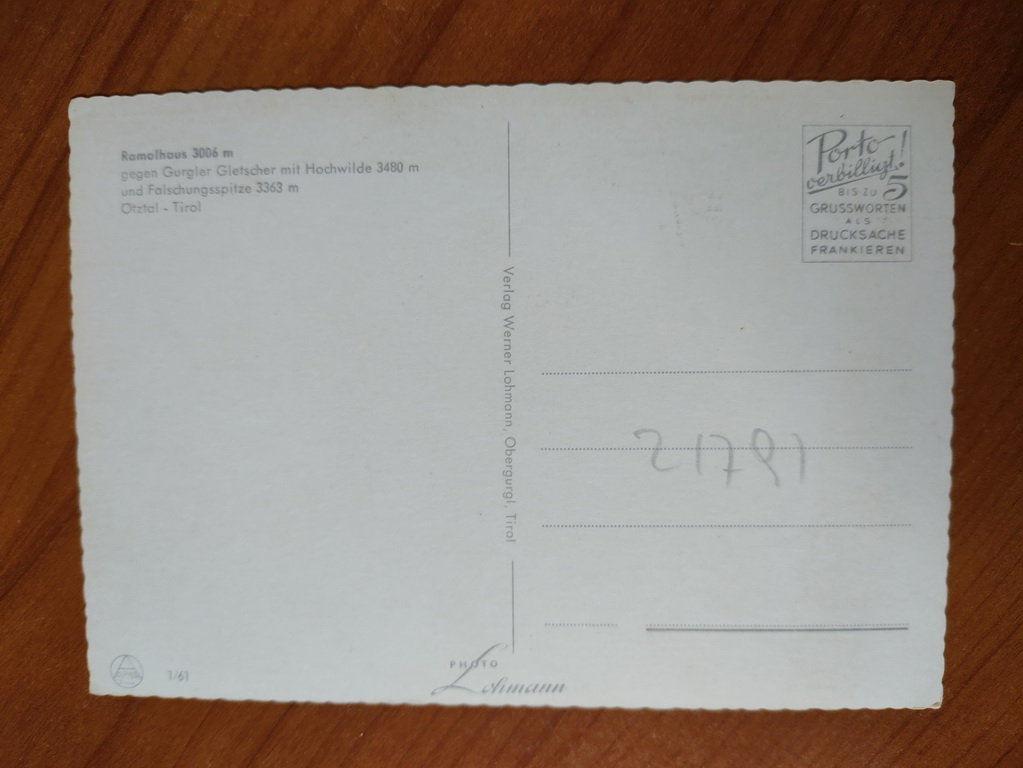 Ramolhaus 3006 m
gegen Gurgler Gletscher mit Hochwilde 3480 m
und Falschungsspitze 3363 m
Ötztal - Tirol
Porto
verbilligt!
BIS ZU 5
GRUSSWORTEN
ALS
DRUCKSACHE
FRANKIEREN
Verlag Werner Lohmann, Obergurgl, Tirol
21791
1/61
PHOTO
Lohmann